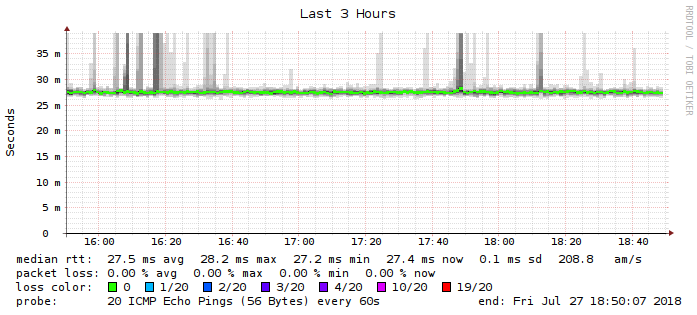 Last 3 Hours
RRDTOOL / TOBI OETIKER
Seconds
35 m
30 m
25 m
20 m
15 m
10 m
5 m
0
16:00 16:20 16:40 17:00 17:20 17:40 18:00 18:20 18:40
median rtt: 27.5 ms avg 28.2 ms max 27.2 ms min 27.4 ms now 0.1 ms sd 208.8 am/s
packet loss: 0.00 % avg 0.00 % max 0.00 % min 0.00 % now
loss color: 0 1/20 2/20 3/20 4/20 10/20 19/20
probe: 20 ICMP Echo Pings (56 Bytes) every 60s end: Fri Jul 27 18:50:07 2018